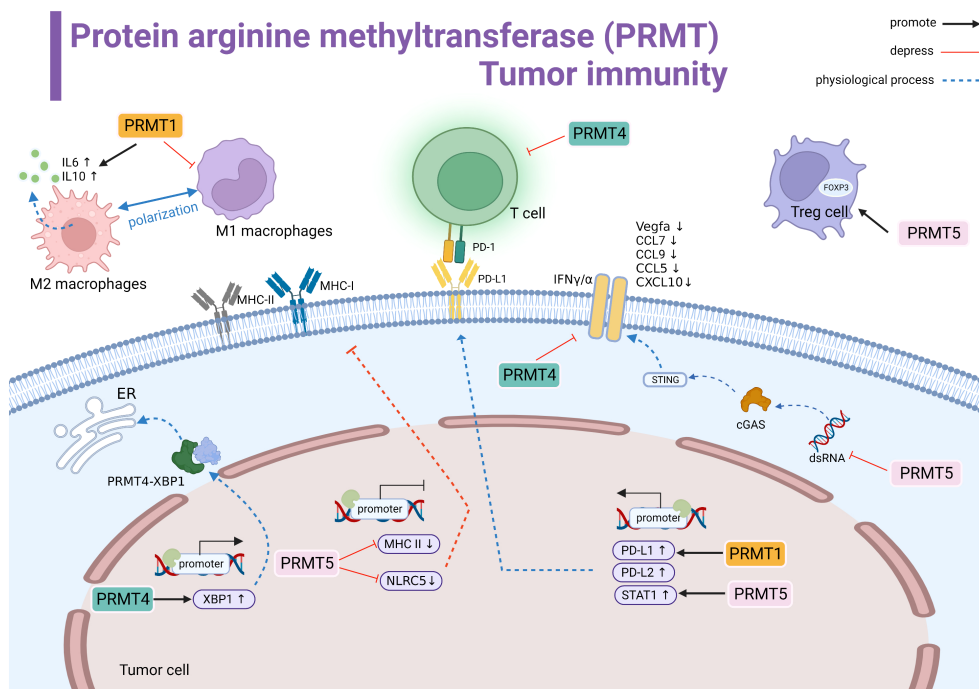 Protein arginine methyltransferase (PRMT)
Tumor immunity
promote
depress
physiological process
PRMT1
IL6 ↑
IL10 ↑
polarization
M1 macrophages
M2 macrophages
PRMT4
T cell
PD-1
PD-L1
FOXP3
Treg cell
PRMT5
Vegfa ↓
CCL7 ↓
CCL9 ↓
CCL5 ↓
CXCL10↓
IFNγ/α
MHC-II
MHC-I
PRMT4
STING
cGAS
dsRNA
PRMT5
ER
PRMT4-XBP1
promoter
PRMT4
XBP1 ↑
promoter
PRMT5
MHC II ↓
NLRC5↓
promoter
PD-L1 ↑
PRMT1
PD-L2 ↑
STAT1 ↑
PRMT5
Tumor cell